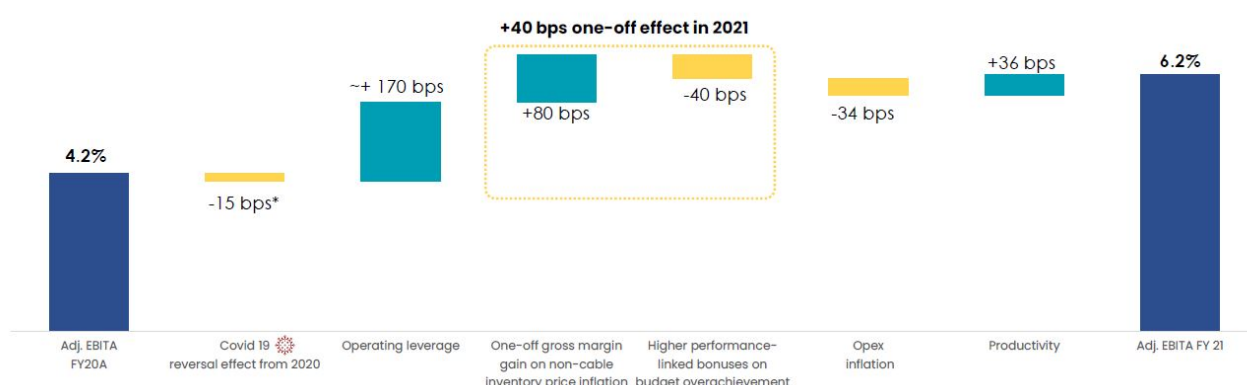 +40 bps one-off effect in 2021
4.2%
-15 bps*
~+ 170 bps
+80 bps
-40 bps
-34 bps
+36 bps
6.2%
Adj. EBITA
FY20A
Covid 19
reversal effect from 2020
Operating leverage
One-off gross margin
gain on non-cable
inventory price inflation
Higher performance-
linked bonuses on
budget overachievement
Opex
inflation
Productivity
Adj. EBITA FY 21